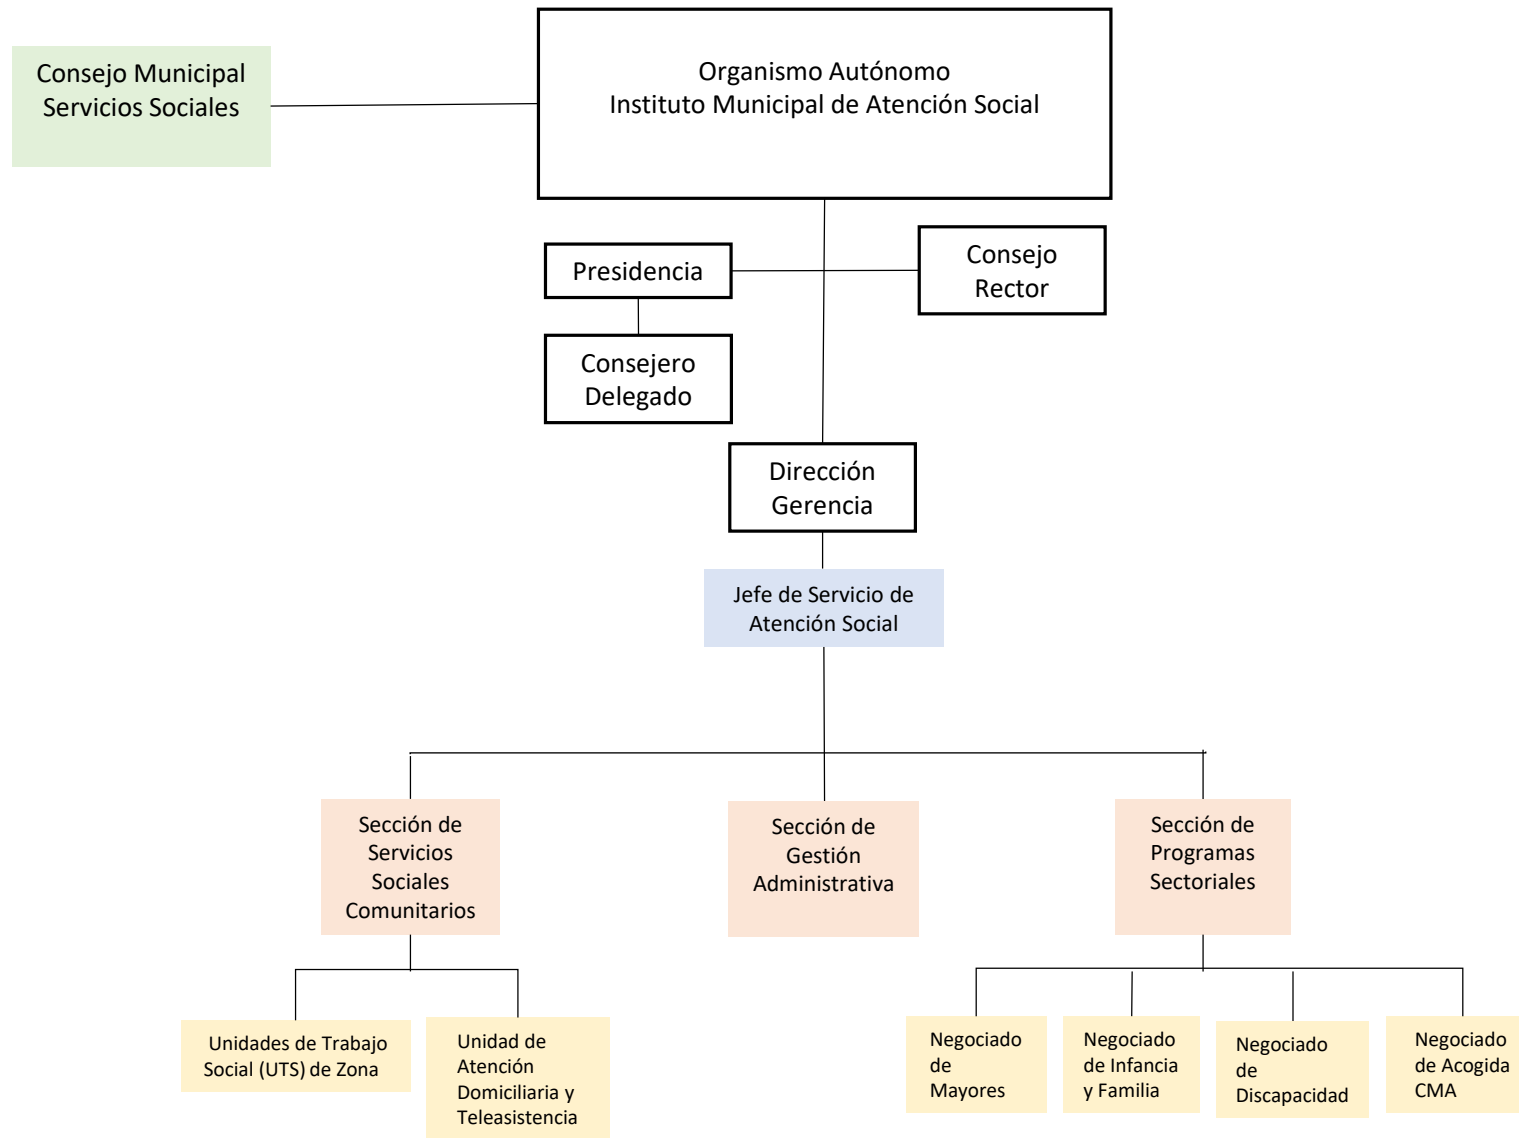 Consejo Municipal
Servicios Sociales
Organismo Autónomo
Instituto Municipal de Atención Social
Presidencia
Consejo
Rector
Consejero
Delegado
Dirección
Gerencia
Jefe de Servicio de
Atención Social
Sección de
Servicios
Sociales
Comunitarios
Sección de
Gestión
Administrativa
Sección de
Programas
Sectoriales
Unidades de Trabajo
Social (UTS) de Zona
Unidad de
Atención
Domiciliaria y
Teleasistencia
Negociado
de
Mayores
Negociado
de Infancia
y Familia
Negociado
de
Discapacidad
Negociado
de Acogida
CMA